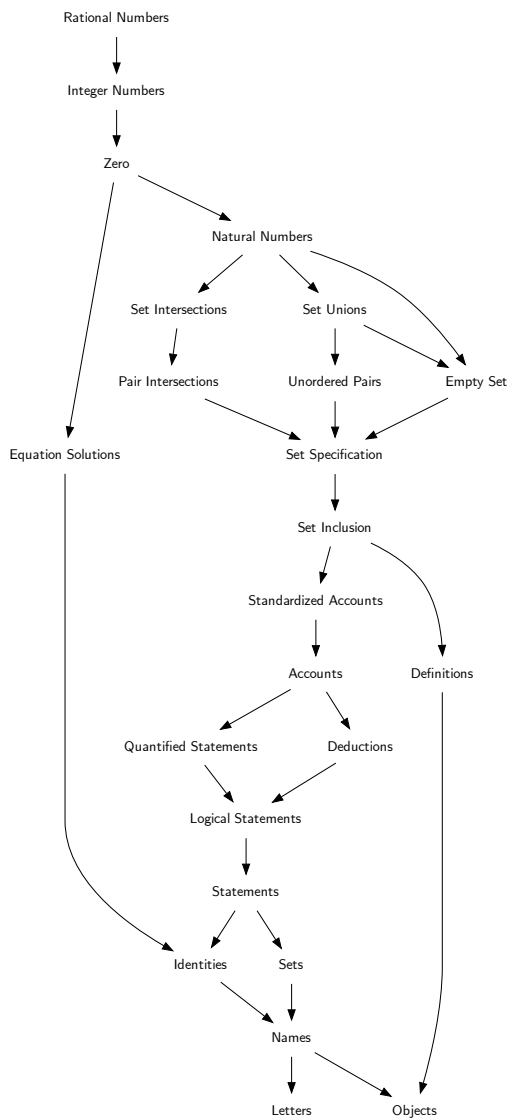 Rational Numbers
Integer Numbers
Zero
Natural Numbers
Set Intersections
Set Unions
Pair Intersections
Unordered Pairs
Empty Set
Equation Solutions
Set Specification
Set Inclusion
Standardized Accounts
Accounts
Definitions
Quantified Statements
Deductions
Logical Statements
Statements
Identities
Sets
Names
Letters
Objects